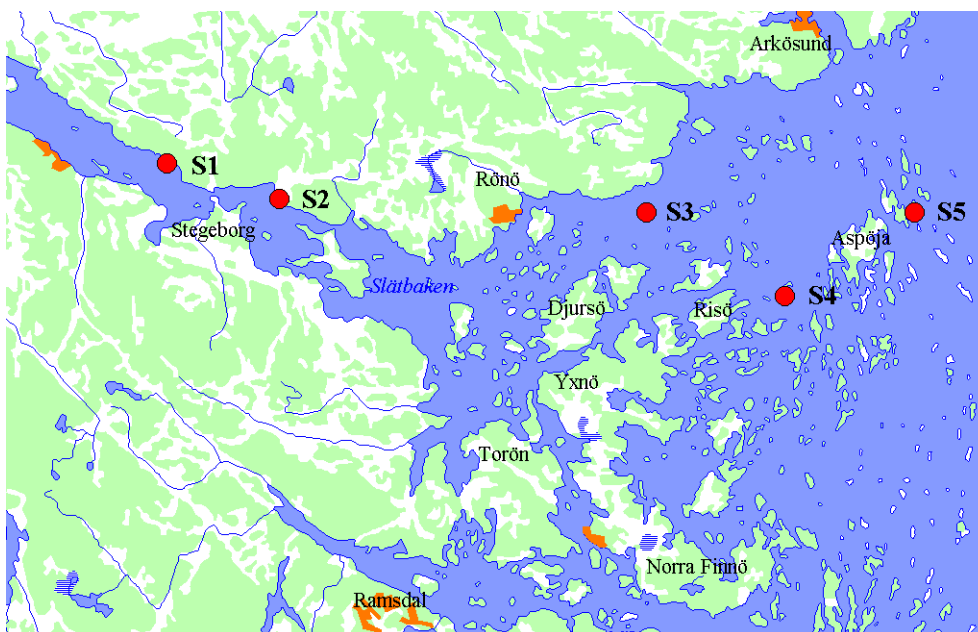 Arkösund
S1
Rönö
S2
S3
S5
Stegeborg
Aspöja
Slätbaken
S4
Djursö
Risö
Yxnö
Torön
Norra Finnö
Ramsdal